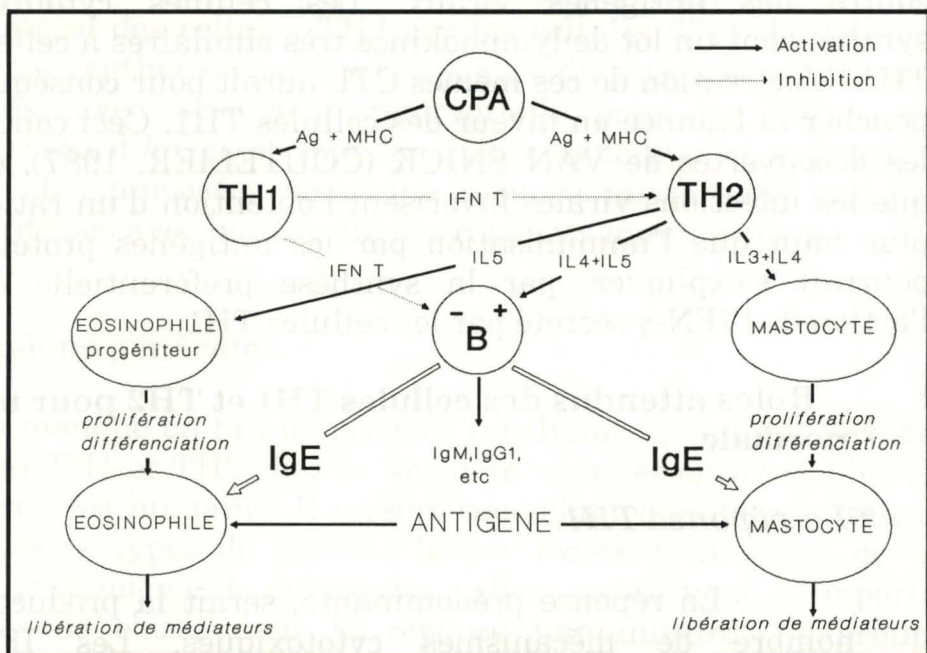 Activation
Inhibition
CPA
Ag + MHC
Ag + MHC
TH1
IFN T
TH2
IFN T
IL5
IL4+IL5
IL3+IL4
EOSINOPHILE
progéniteur
- +
B
MASTOCYTE
prolifération
différenciation
IgE
IgM,IgG1,
etc
IgE
prolifération
différenciation
EOSINOPHILE
ANTIGENE
MASTOCYTE
libération de médiateurs
libération de médiateurs